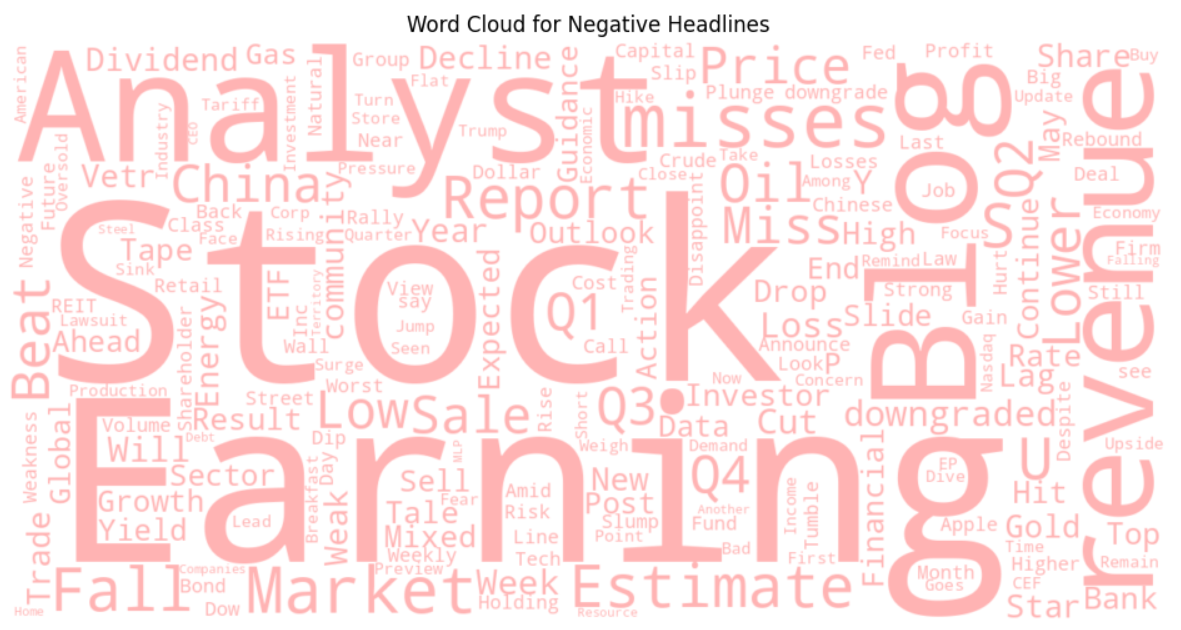 Word Cloud for Negative Headlines
American
Analyst
Dividend
Gas
Natural
Group
Decline
Flat
Guidance
Capital
Slip
Price
Fed
Profit
Share
Buy
Big
Update
Blog
revenue
Tariff
Industry
CEO
Investment
Turn
Store
Near
Trump
Economic
Hike
Plunge
downgrade
misses
Last
May
Rebound
Oversold
Future
Negative
Vetr
China
community
Pressure
Dollar
Report
Crude
Close
Take
Oil
Losses
Among
Y
Chinese
Job
Q2
S
Deal
Back
Class
Corp
Face
Rising
Rally
Quarter
Year
Outlook
Disappoint
Miss
High
Focus
Continue
Lower
Economy
Steel
Tape
Sink
Stock
Retail
Energy
ETF
Inc
Territory
View
say
Jump
Seen
Expected
Q1
Cost
Trading
Action
Call
End
Drop
Remind
Law
Strong
Hurt
Firm
Falling
Still
Beat
REIT
Lawsuit
Ahead
Shareholder
Wall
Surge
Worst
Loss
Slide
Gain
Announce
Look
P
Concern
Nasdaq
Rate
Lag
see
Production
Street
Result
Low
Sale
Rise
Short
Q3
Now
Investor
Data
Cut
downgraded
Despite
Weakness
Global
Earning
Volume
Debt
Will
Sector
Growth
Yield
Lead
Breakfast
Dip
Day
Weak
MLP
Sell
Fear
Tale
Mixed
Weekly
Preview
Amid
Risk
Line
Tech
Weigh
New
Post
Slump
Point
Demand
Q4
Another
Fund
Bad
Income
Tumble
First
Financial
EP
Dive
Apple
U
Hit
Gold
Time
Higher
CEF
Upside
Top
Remain
Trade
Fall
Companies
Bond
Dow
Home
Market
Week
Holding
Estimate
Resource
Month
Goes
Star
Bank